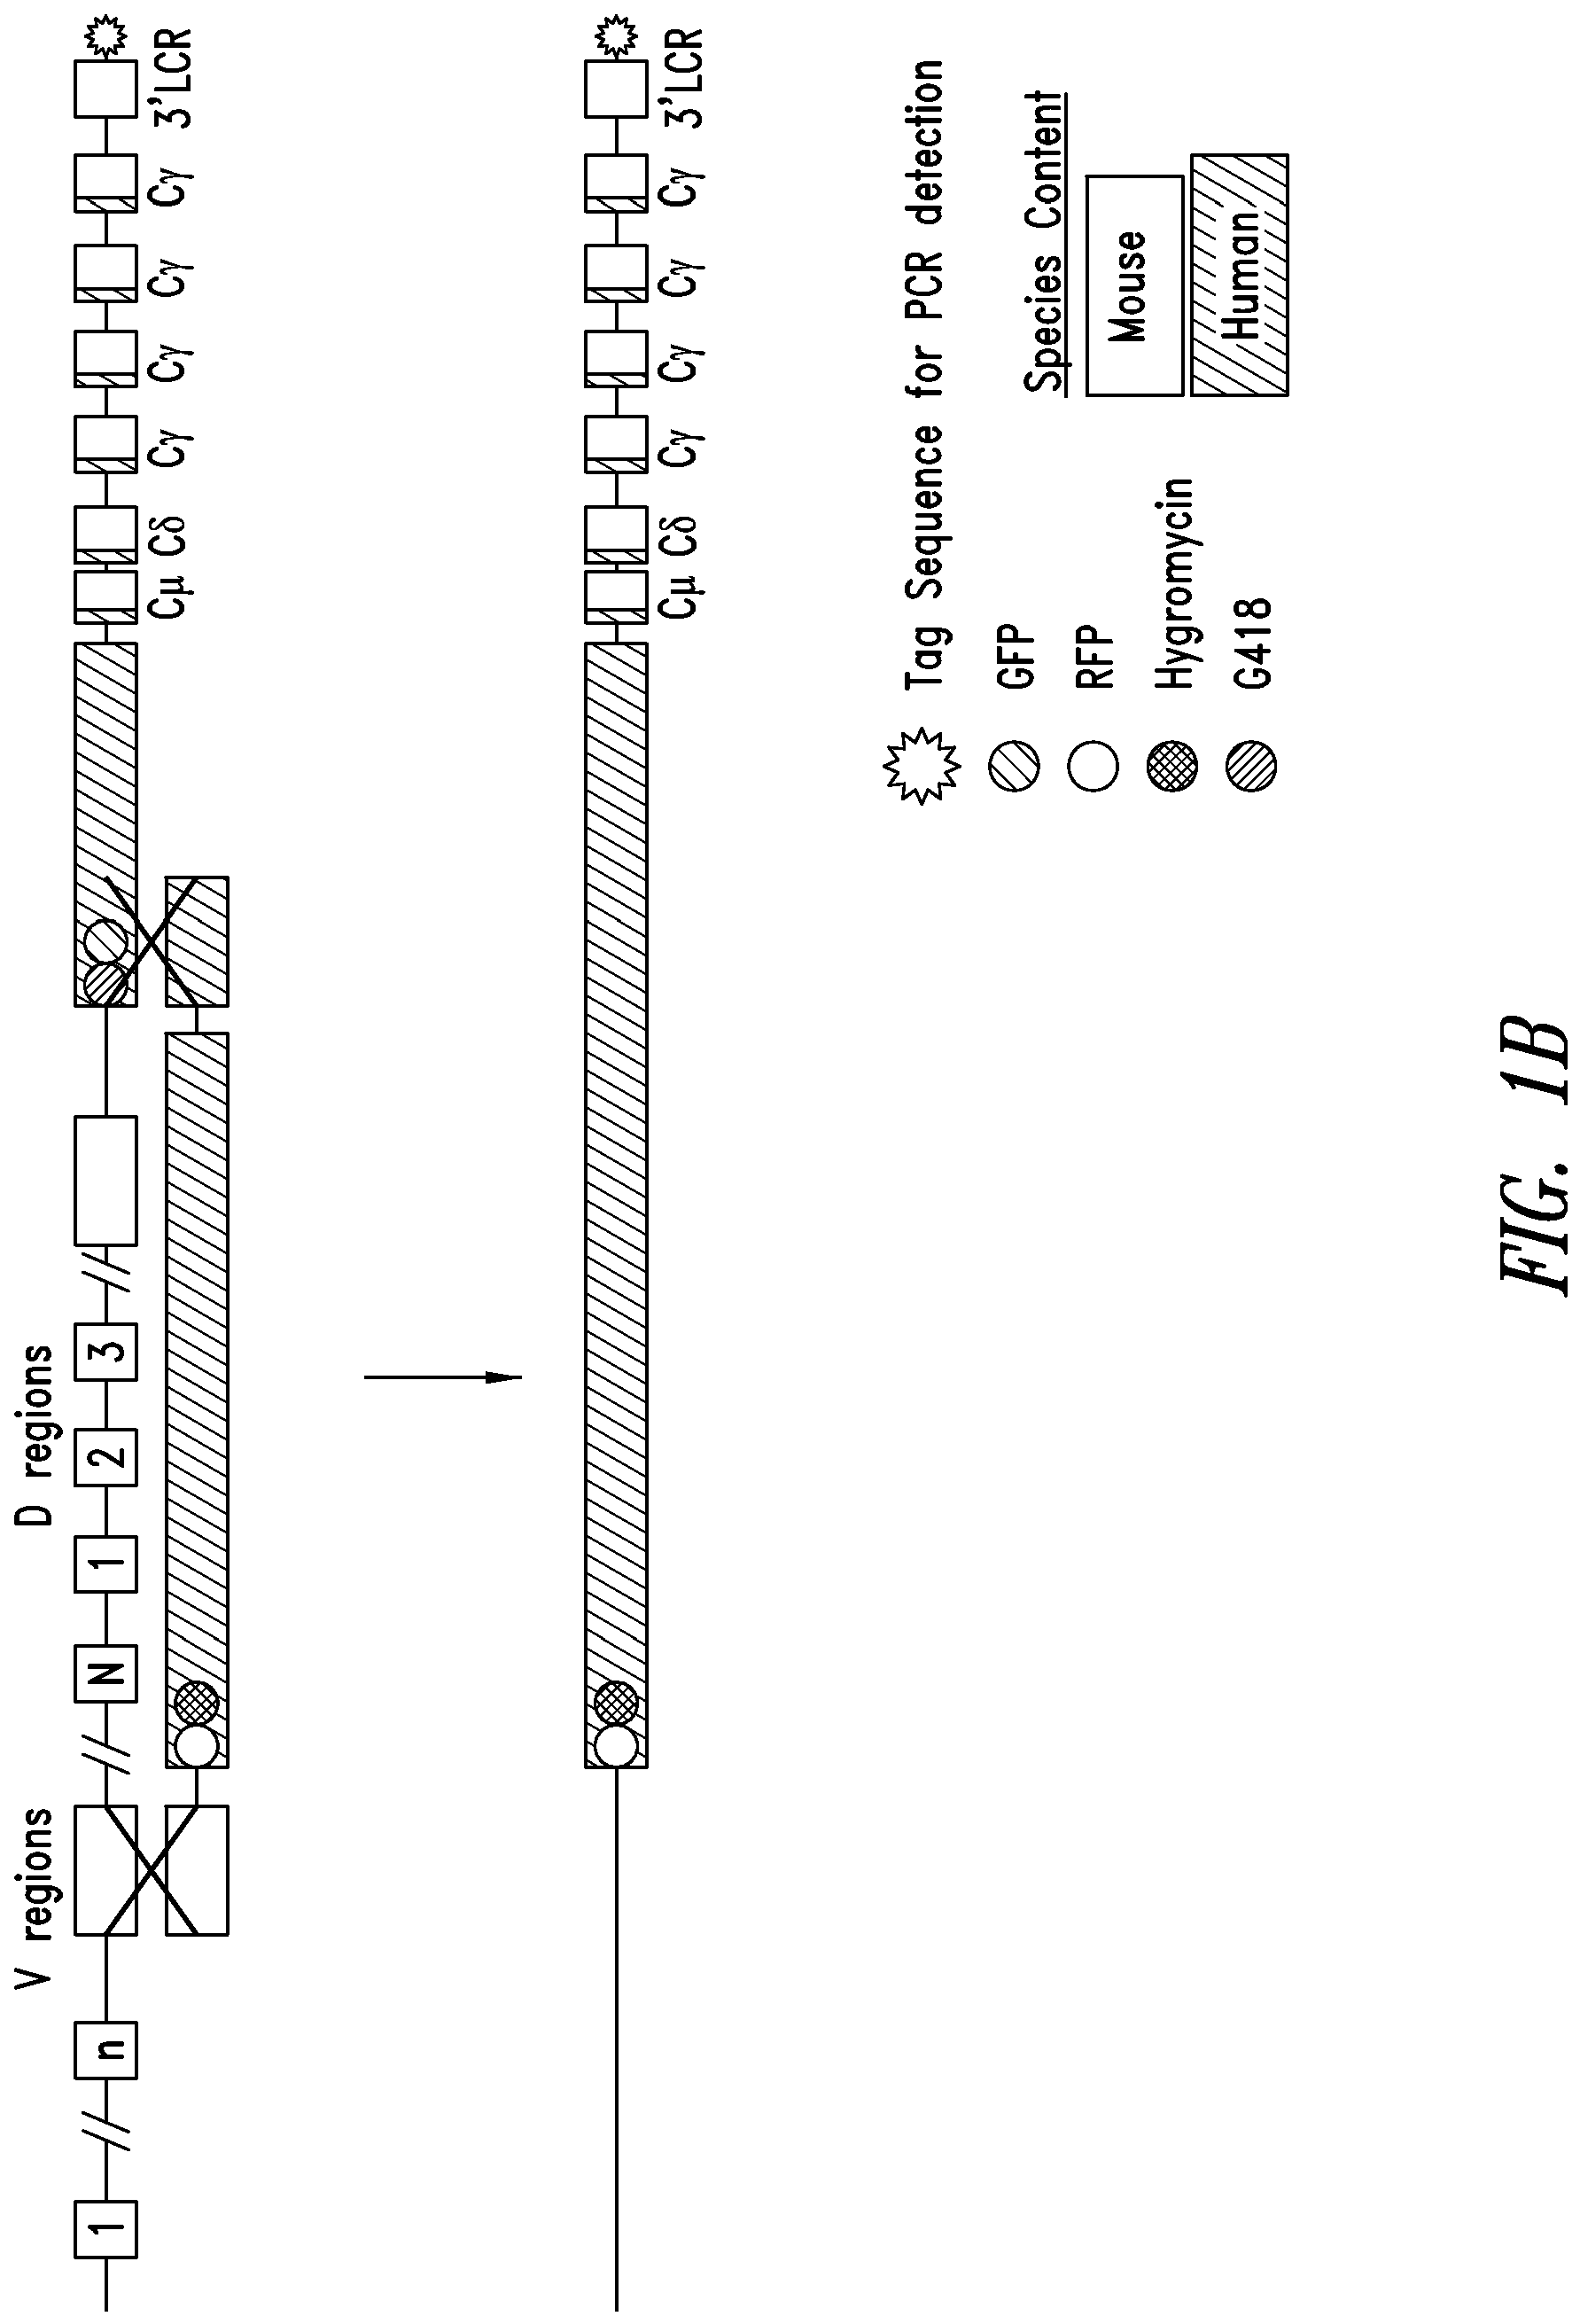 V regions D regions
1 n N 1 2 3
Cμ Cδ Cγ Cγ Cγ Cγ 3'LCR
Cμ Cδ Cγ Cγ Cγ Cγ 3'LCR
Tag Sequence for PCR detection
GFP
RFP
Hygromycin
G418
Species Content
Mouse
Human
FIG. 1B